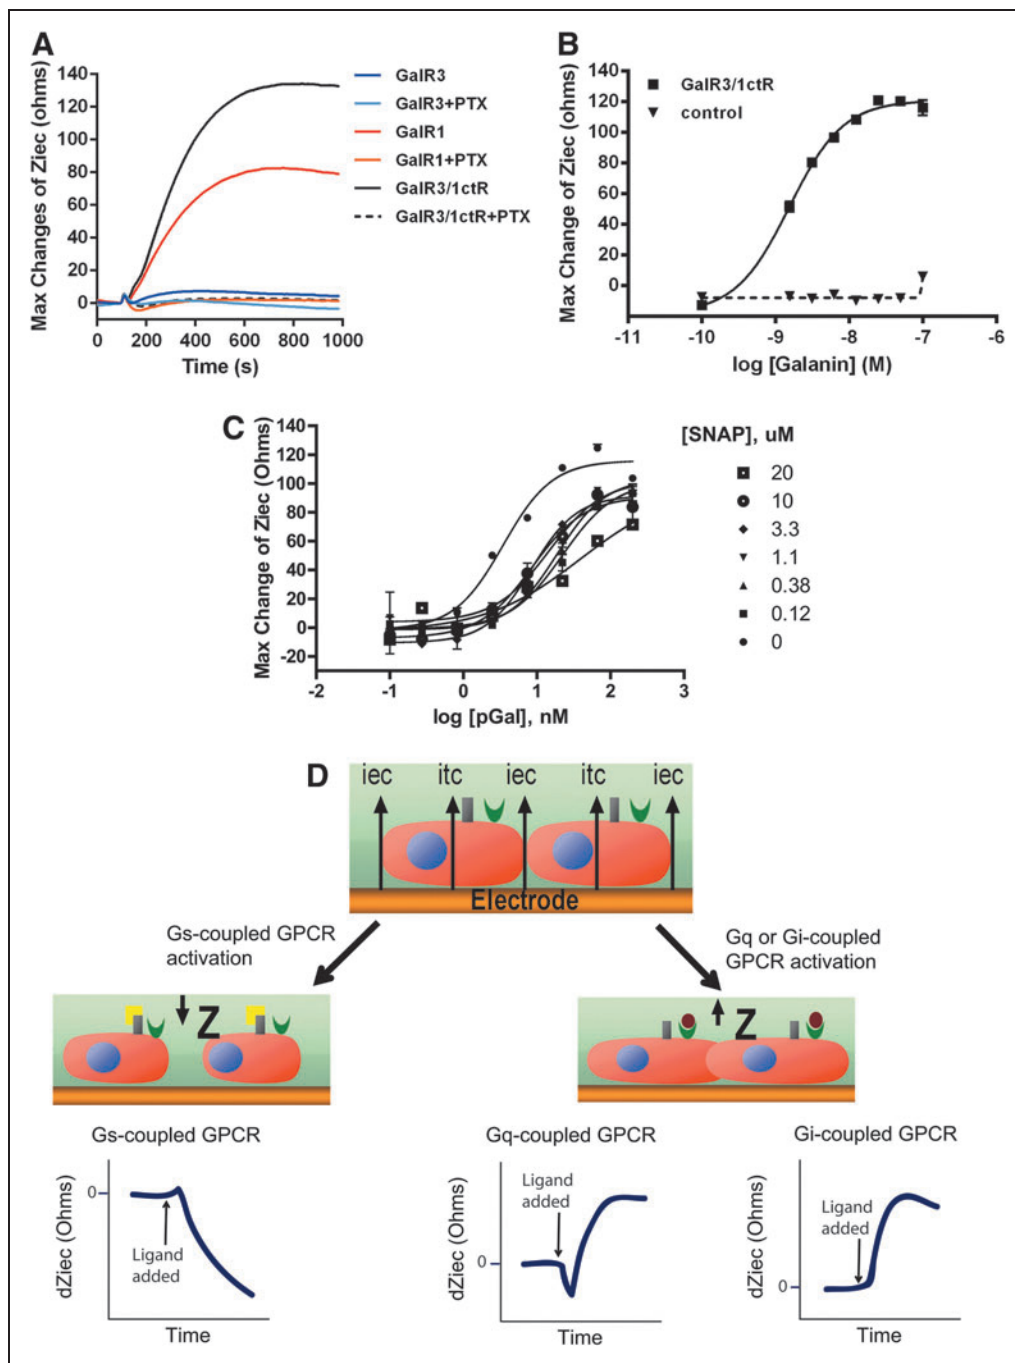 A
Max Changes of Ziec (ohms)
140
120
100
80
60
40
20
0
0
200
400
600
800
1000
Time (s)
GalR3
GalR3+PTX
GalR1
GalR1+PTX
GalR3/1ctR
GalR3/1ctR+PTX
B
Max Change of Ziec (ohms)
140
120
100
80
60
40
20
0
-11
-10
-9
-8
-7
-6
log [Galanin] (M)
GalR3/1ctR
control
C
Max Change of Ziec (Ohms)
140
120
100
80
60
40
20
0
-20
-2
-1
0
1
2
3
log [pGal], nM
[SNAP], uM
20
10
3.3
1.1
0.38
0.12
0
D
iec
itc
iec
itc
iec
Electrode
Gs-coupled GPCR
activation
Gq or Gi-coupled
GPCR activation
Z
Z
Gs-coupled GPCR
dZiec (Ohms)
0
Ligand
added
Time
Gq-coupled GPCR
dZiec (Ohms)
0
Ligand
added
Time
Gi-coupled GPCR
dZiec (Ohms)
0
Ligand
added
Time